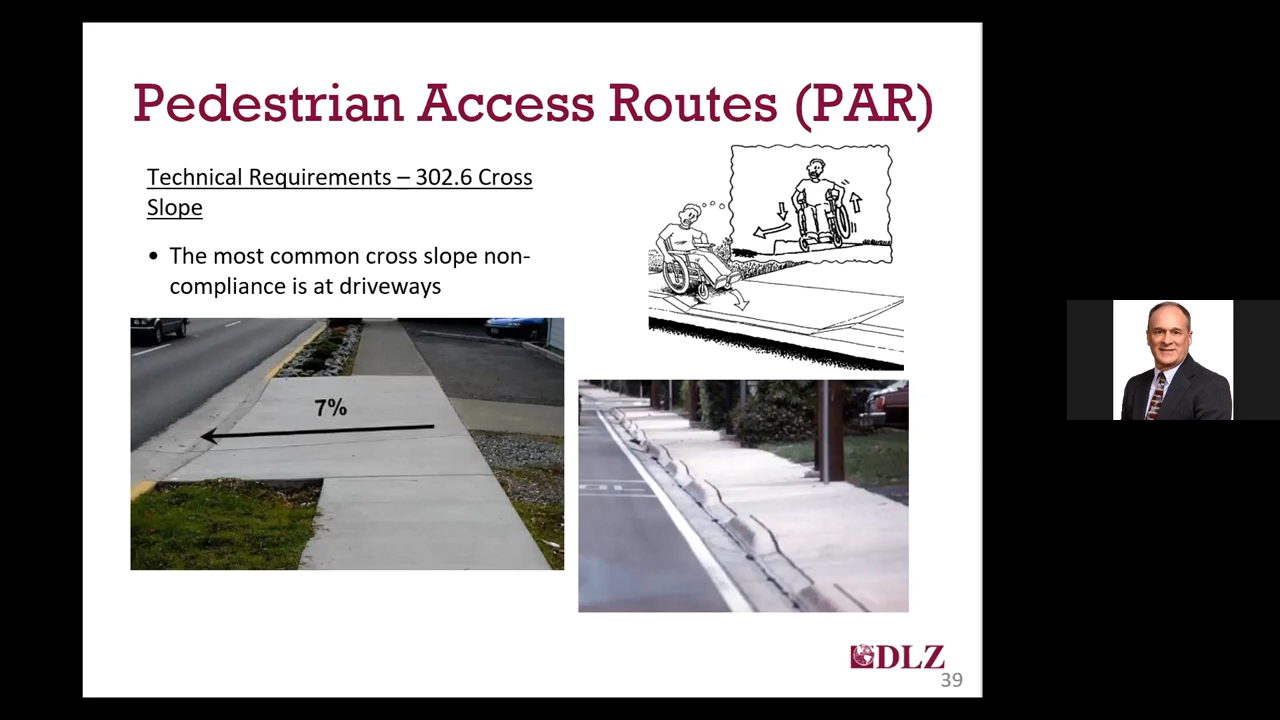 Pedestrian Access Routes (PAR)
Technical Requirements – 302.6 Cross
Slope
• The most common cross slope non-
compliance is at driveways
7%
DLZ
39